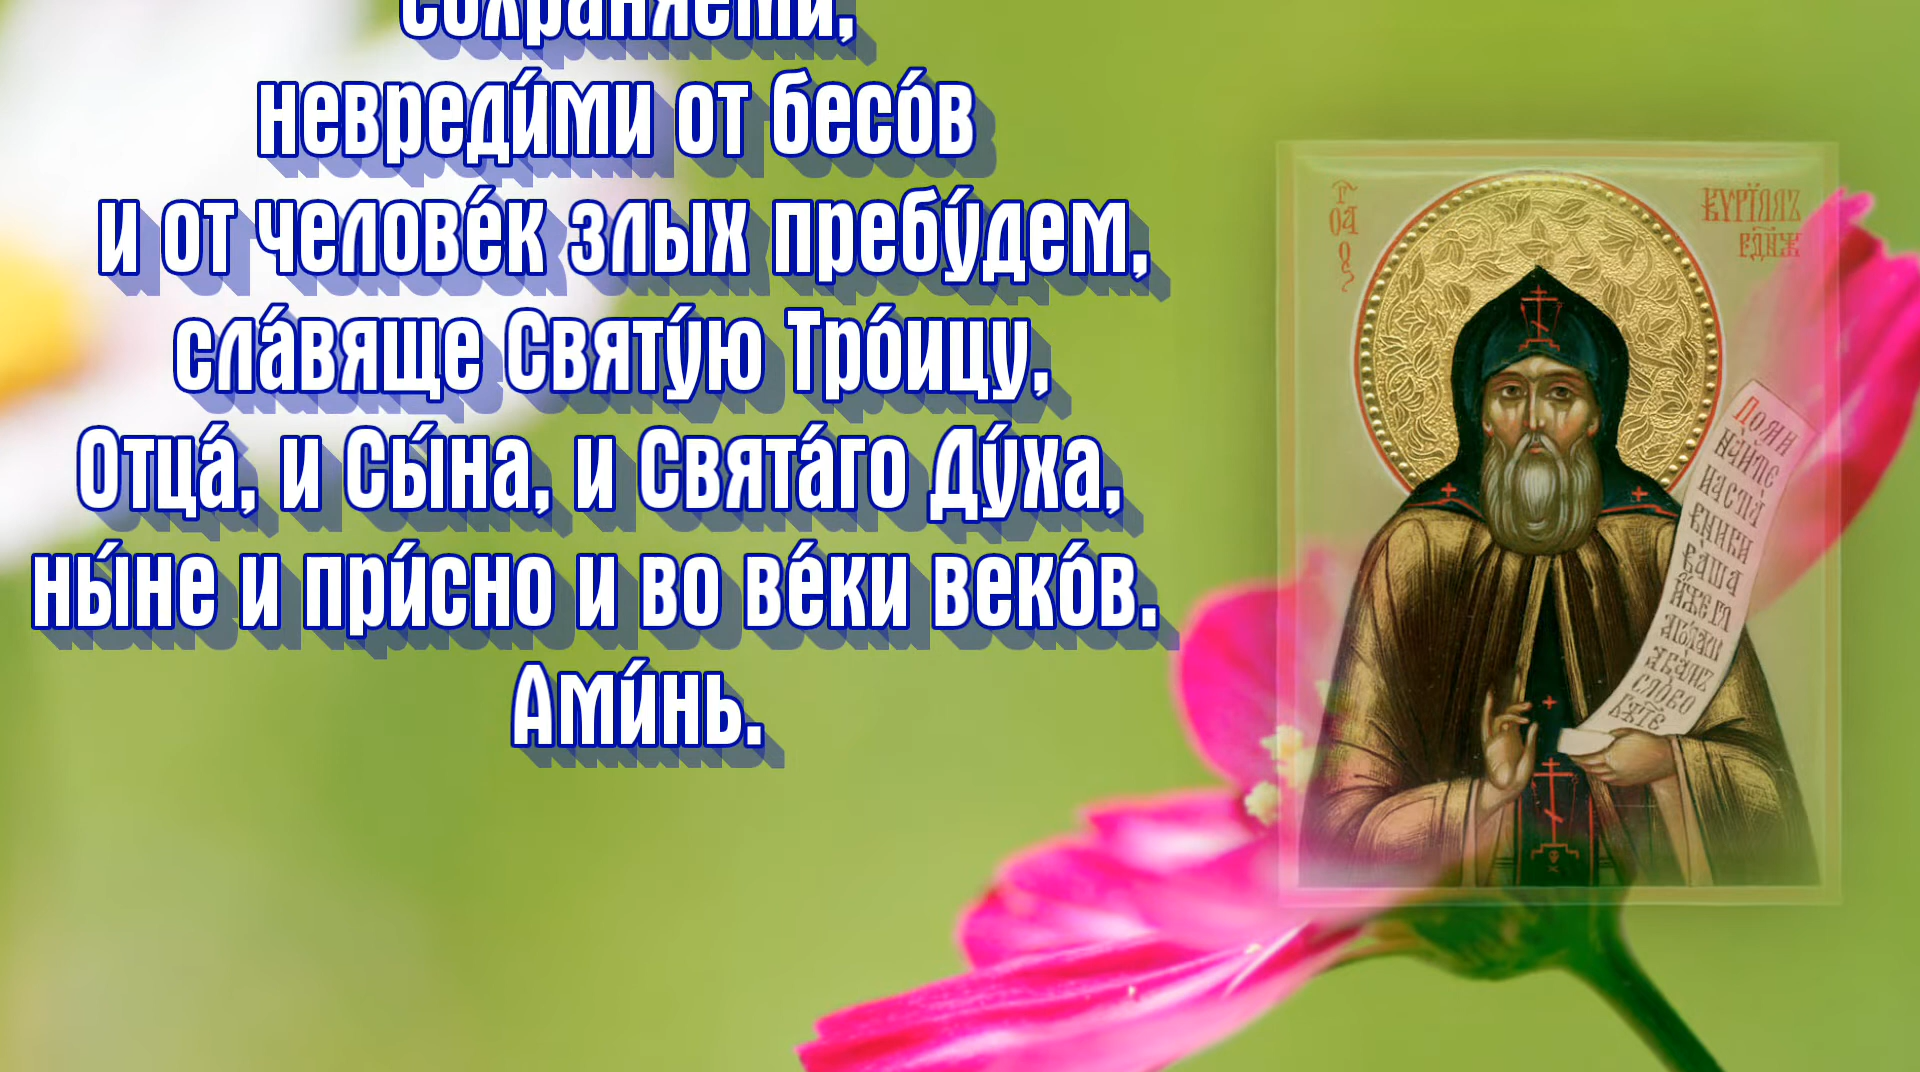 сохраняеми,
невреди́ми от бесо́в
и от челове́к злых пребу́дем,
сла́вяще Святу́ю Тро́ицу,
Отца́, и Сы́на, и Свята́го Ду́ха,
ны́не и при́сно и во ве́ки веко́в.
Ами́нь.